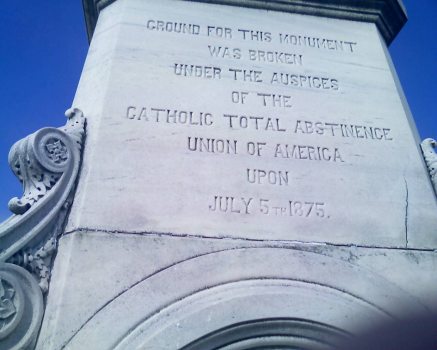 GROUND FOR THIS MONUMENT
WAS BROKEN
UNDER THE AUSPICES
OF THE
CATHOLIC TOTAL ABSTINENCE
UNION OF AMERICA
UPON
JULY 5TH 1875.